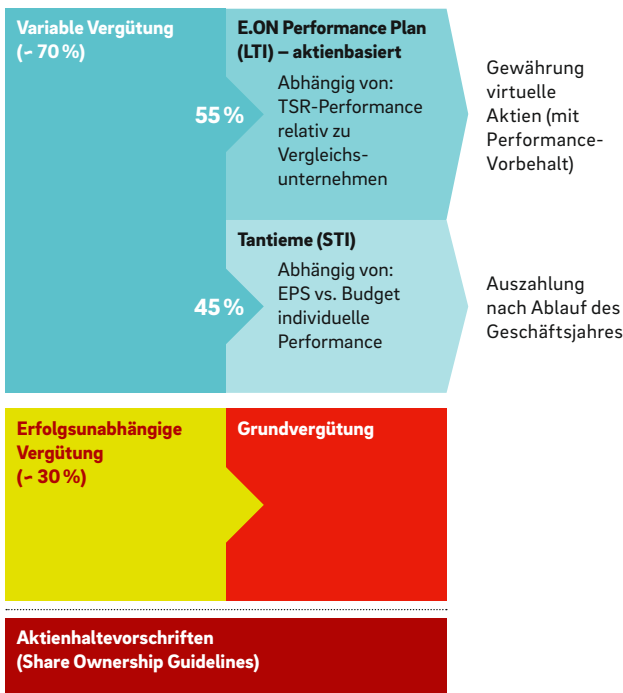 Variable Vergütung
(~ 70 %)
E.ON Performance Plan
(LTI) – aktienbasiert
55 %
Abhängig von:
TSR-Performance
relativ zu
Vergleichs-
unternehmen
Gewährung
virtuelle
Aktien (mit
Performance-
Vorbehalt)
Tantieme (STI)
45 %
Abhängig von:
EPS vs. Budget
individuelle
Performance
Auszahlung
nach Ablauf des
Geschäftsjahres
Erfolgsunabhängige
Vergütung
(~ 30 %)
Grundvergütung
Aktienhaltevorschriften
(Share Ownership Guidelines)